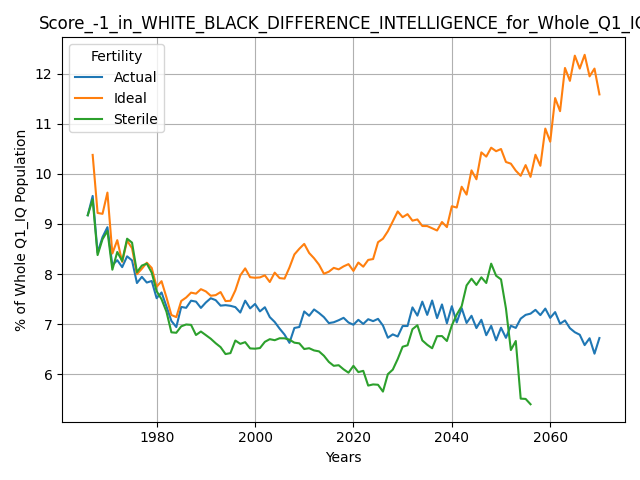 Score_-1_in_WHITE_BLACK_DIFFERENCE_INTELLIGENCE_for_Whole_Q1_IQ
Fertility
Actual
Ideal
Sterile
% of Whole Q1_IQ Population
12
11
10
9
8
7
6
1980
2000
2020
2040
2060
Years